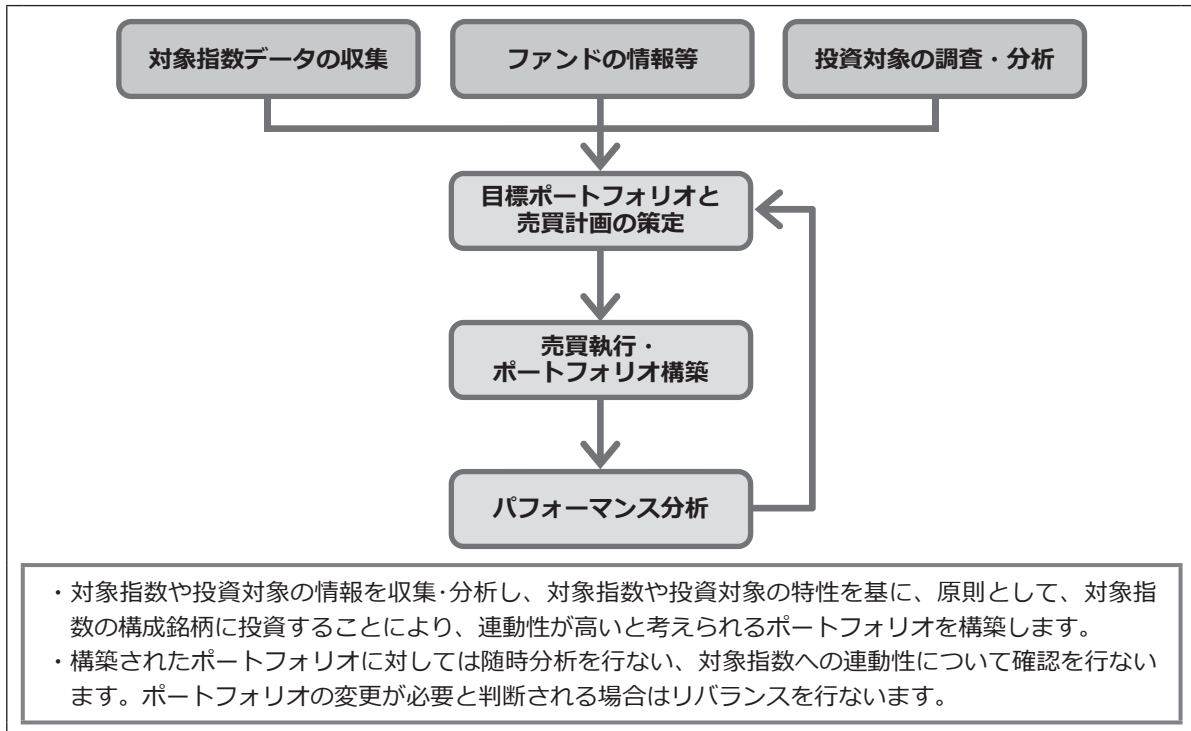 対象指数データの収集
ファンドの情報等
投資対象の調査・分析
目標ポートフォリオと
売買計画の策定
売買執行・
ポートフォリオ構築
パフォーマンス分析
・対象指数や投資対象の情報を収集・分析し、対象指数や投資対象の特性を基に、原則として、対象指
数の構成銘柄に投資することにより、連動性が高いと考えられるポートフォリオを構築します。
・構築されたポートフォリオに対しては随時分析を行ない、対象指数への連動性について確認を行ない
ます。ポートフォリオの変更が必要と判断される場合はリバランスを行ないます。